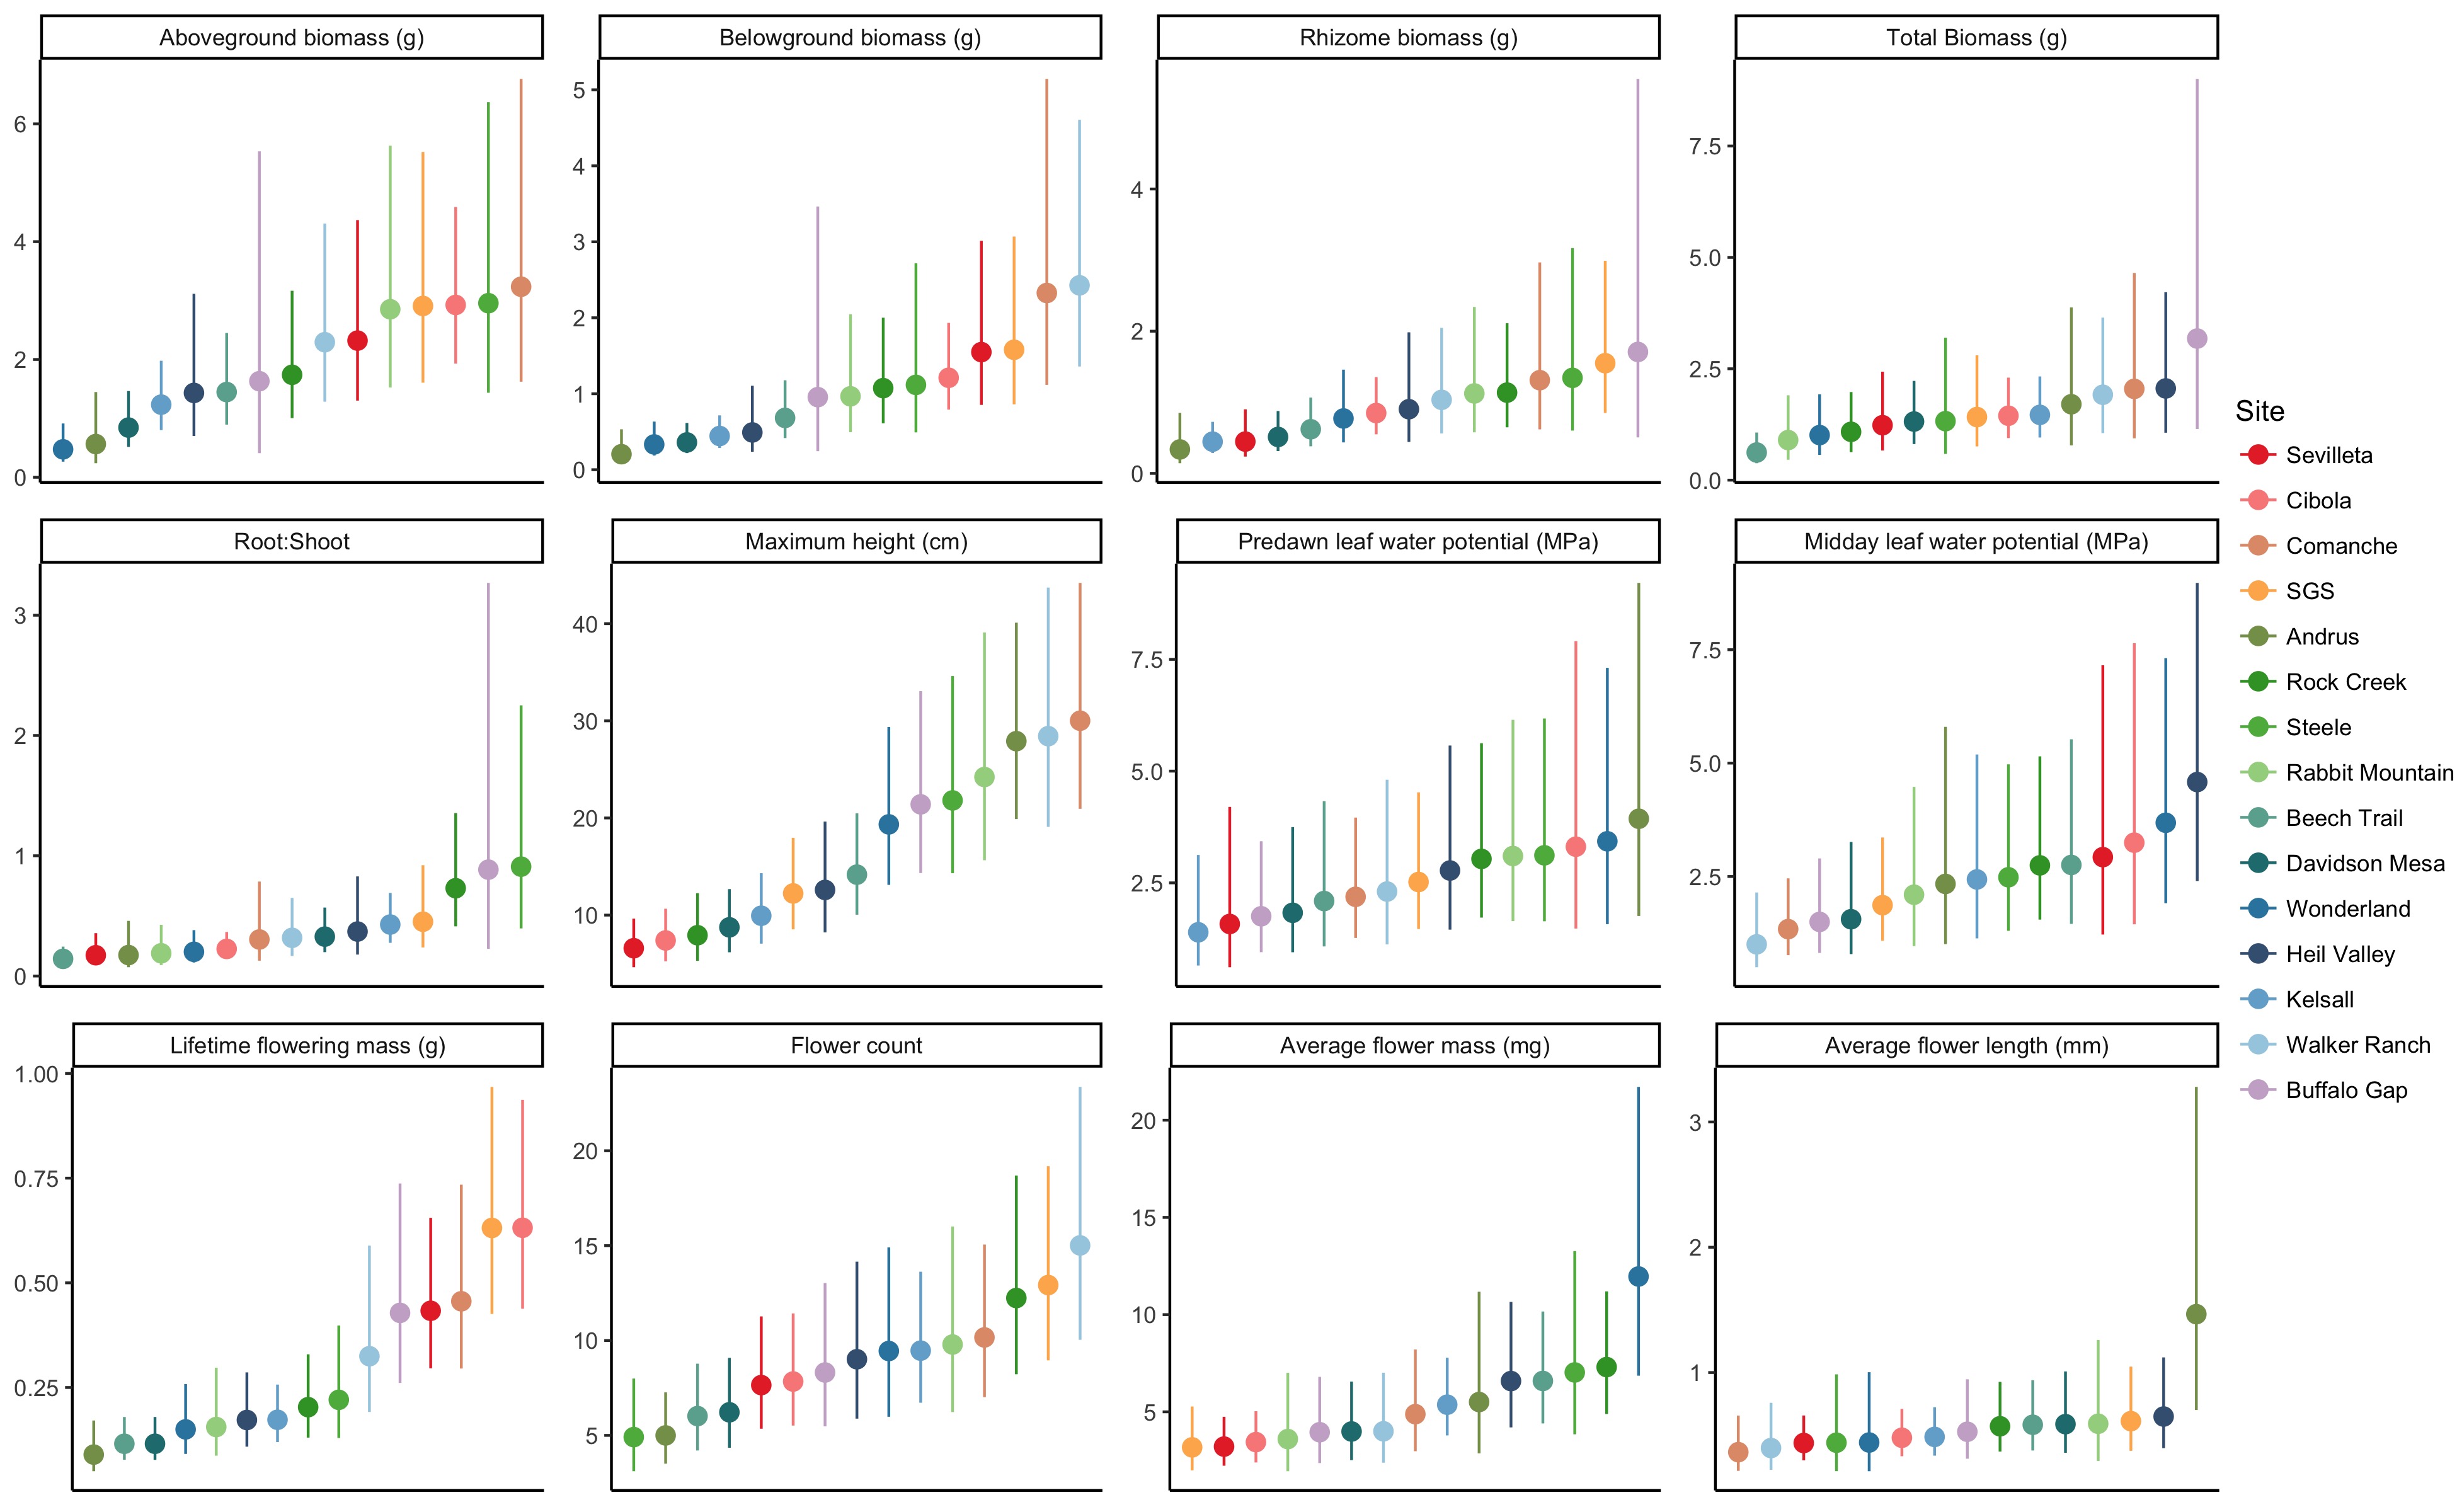 Aboveground biomass (g)
Belowground biomass (g)
Rhizome biomass (g)
Total Biomass (g)
6
4
2
0
5
4
3
2
1
0
4
2
0
7.5
5.0
2.5
0.0
Root:Shoot
Maximum height (cm)
Predawn leaf water potential (MPa)
Midday leaf water potential (MPa)
3
2
1
0
40
30
20
10
7.5
5.0
2.5
7.5
5.0
2.5
Lifetime flowering mass (g)
Flower count
Average flower mass (mg)
Average flower length (mm)
1.00
0.75
0.50
0.25
20
15
10
5
20
15
10
5
3
2
1
Site
Sevilleta
Cibola
Comanche
SGS
Andrus
Rock Creek
Steele
Rabbit Mountain
Beech Trail
Davidson Mesa
Wonderland
Heil Valley
Kelsall
Walker Ranch
Buffalo Gap